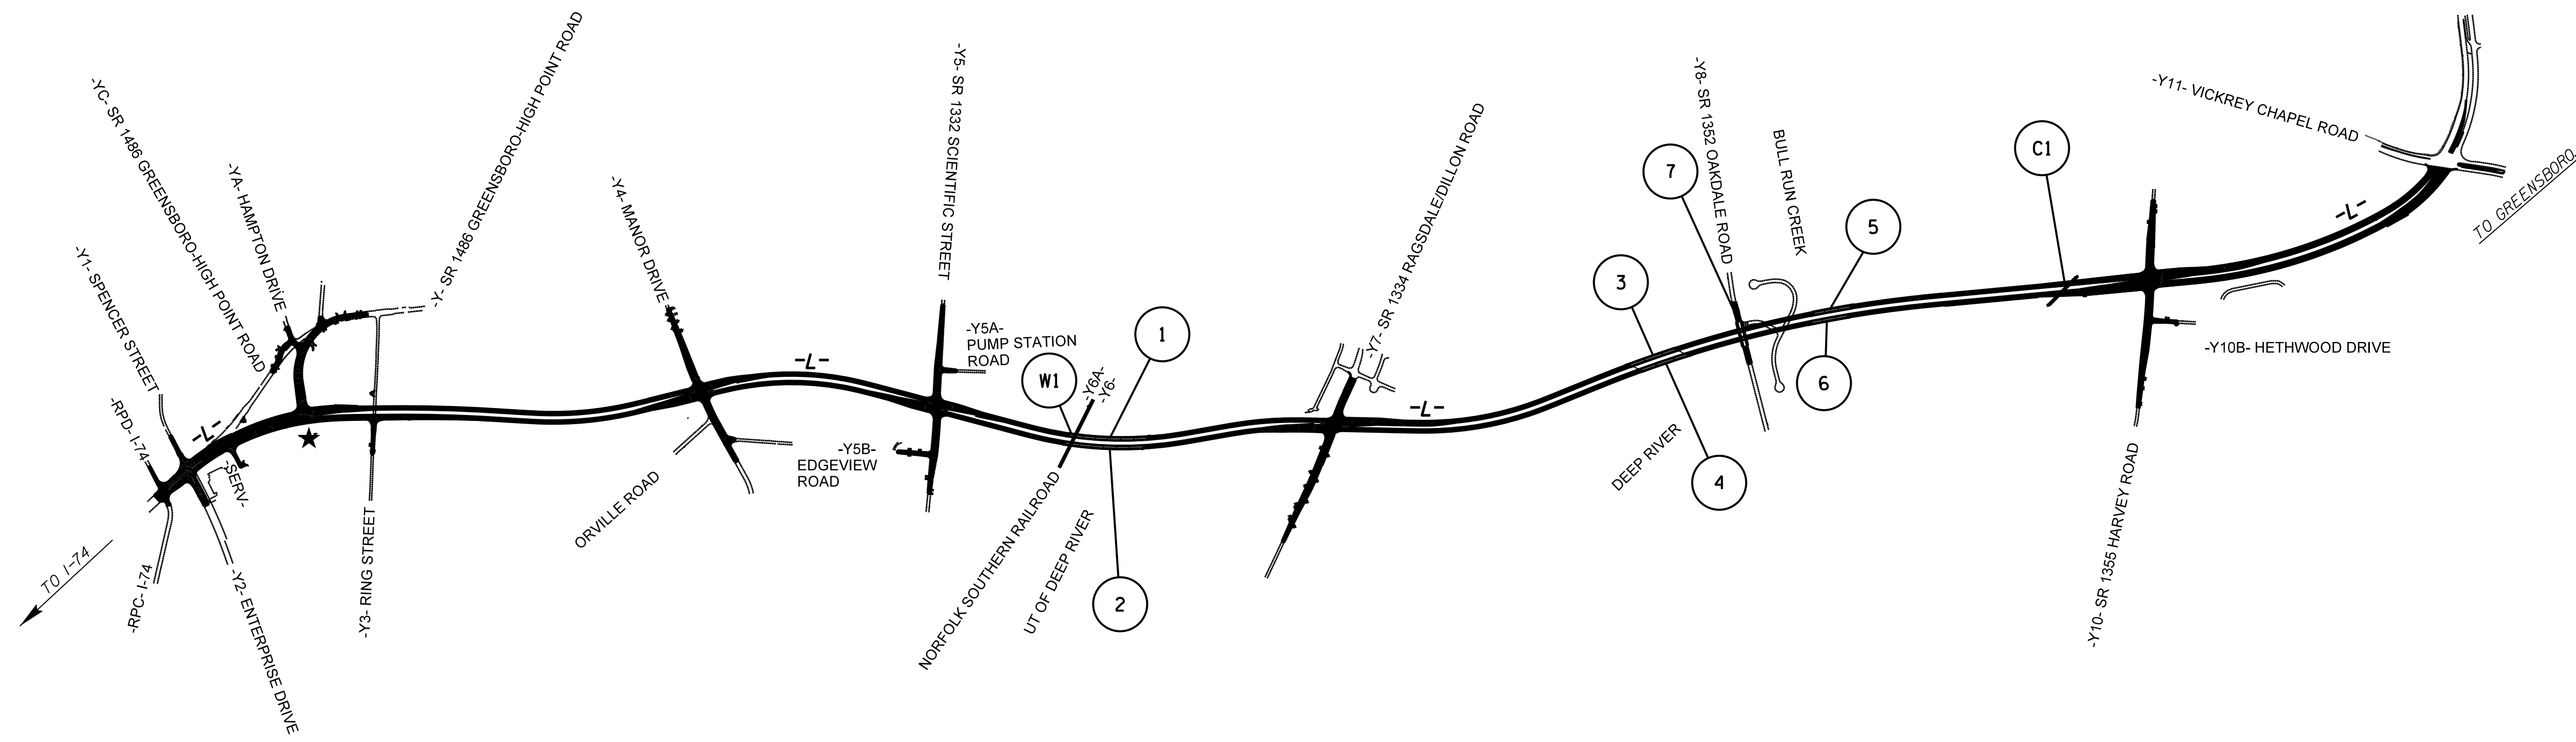 -YC- SR 1486 GREENSBORO-HIGH POINT ROAD
-YA- HAMPTON DRIVE
-Y- SR 1486 GREENSBORO-HIGH POINT ROAD
-Y1- SPENCER STREET
-RPD- I-74
-L-
-SERV-
TO I-74
-RPC- I-74
-Y2- ENTERPRISE DRIVE
-Y3- RING STREET
-Y4- MANOR DRIVE
ORVILLE ROAD
-L-
-Y5- SR 1332 SCIENTIFIC STREET
-Y5A-
PUMP STATION
ROAD
-Y5B-
EDGEVIEW
ROAD
W1
-Y6A-
-Y6-
1
NORFOLK SOUTHERN RAILROAD
UT OF DEEP RIVER
2
-Y7- SR 1334 RAGSDALE/DILLON ROAD
-L-
DEEP RIVER
3
4
7
-Y8- SR 1352 OAKDALE ROAD
BULL RUN CREEK
5
6
C1
-Y10- SR 1355 HARVEY ROAD
-Y10B- HETHWOOD DRIVE
-Y11- VICKREY CHAPEL ROAD
-L-
TO GREENSBORO